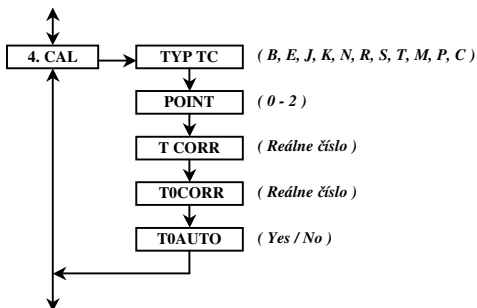 4. CAL TYP TC ( B, E, J, K, N, R, S, T, M, P, C )
POINT ( 0 - 2 )
T CORR ( Reálne číslo )
T0CORR ( Reálne číslo )
T0AUTO ( Yes / No )